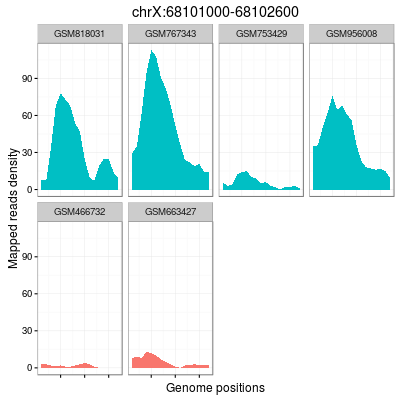 chrX:68101000-68102600
GSM818031 GSM767343 GSM753429 GSM956008
90
60
30
0
Mapped reads density
GSM466732 GSM663427
90
60
30
0
Genome positions